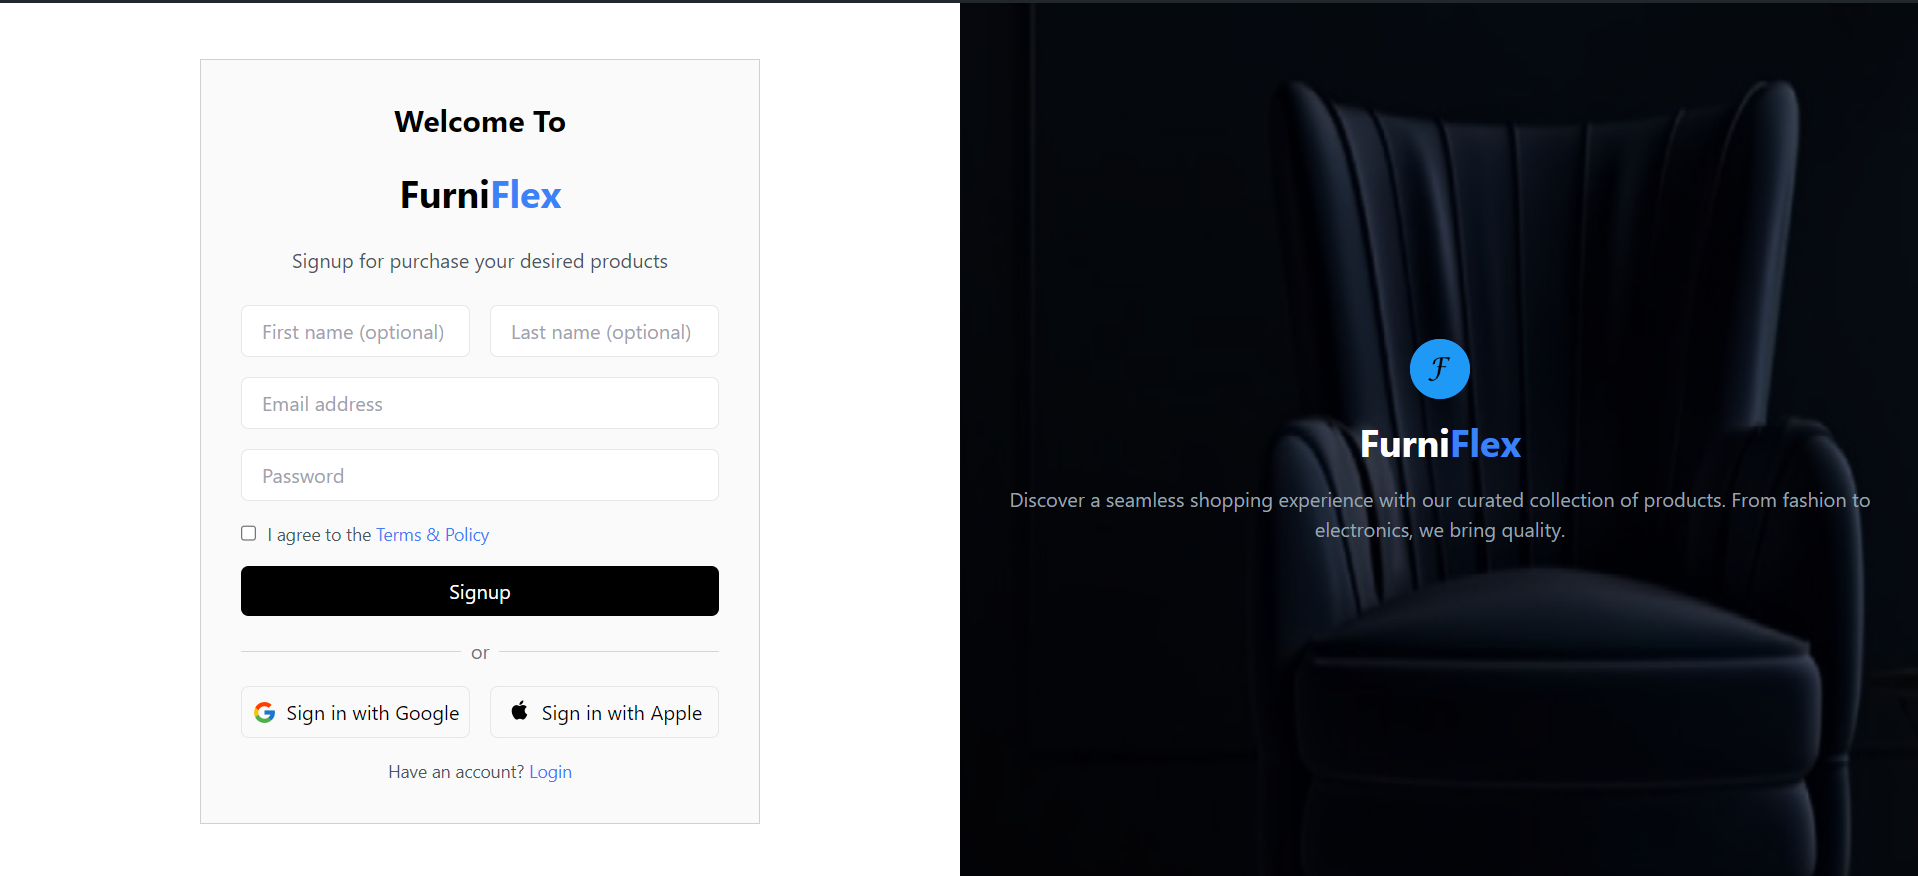 Welcome To
FurniFlex
Signup for purchase your desired products
First name (optional)
Last name (optional)
Email address
Password
I agree to the Terms & Policy
Signup
or
Sign in with Google
Sign in with Apple
Have an account? Login
F
FurniFlex
Discover a seamless shopping experience with our curated collection of products. From fashion to
electronics, we bring quality.